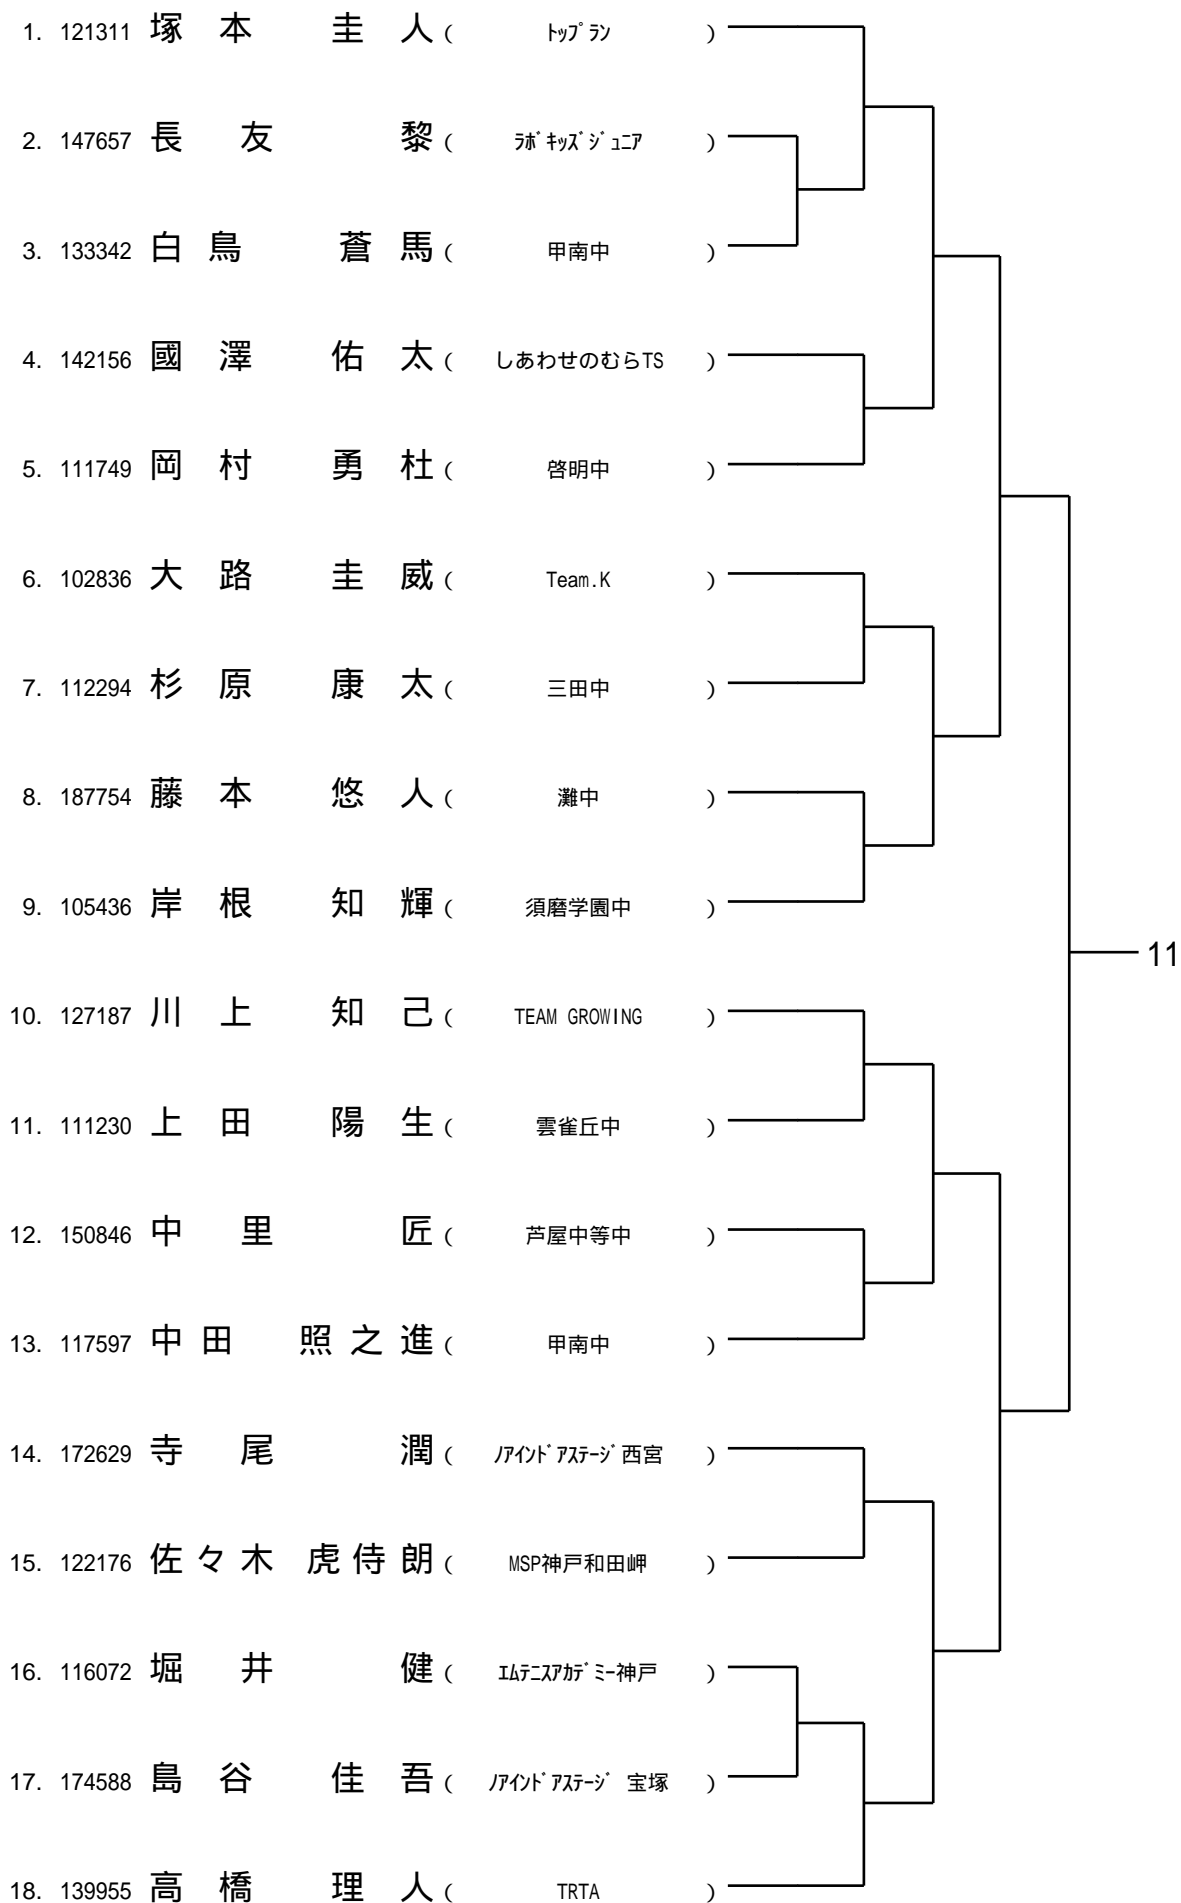 1. 121311 塚本 圭人 ( トップラン )
2. 147657 長友 黎 ( ラボキッズジュニア )
3. 133342 白鳥 蒼馬 ( 甲南中 )
4. 142156 國澤 佑太 ( しあわせのむらTS )
5. 111749 岡村 勇杜 ( 啓明中 )
6. 102836 大路 圭威 ( Team.K )
7. 112294 杉原 康太 ( 三田中 )
8. 187754 藤本 悠人 ( 灘中 )
9. 105436 岸根 知輝 ( 須磨学園中 )
11
10. 127187 川上 知己 ( TEAM GROWING )
11. 111230 上田 陽生 ( 雲雀丘中 )
12. 150846 中里 匠 ( 芦屋中等中 )
13. 117597 中田 照之進 ( 甲南中 )
14. 172629 寺尾 潤 ( ノアインドアステージ西宮 )
15. 122176 佐々木 虎侍朗 ( MSP神戸和田岬 )
16. 116072 堀井 健 ( エムテニスアカデミー神戸 )
17. 174588 島谷 佳吾 ( ノアインドアステージ 宝塚 )
18. 139955 高橋 理人 ( TRTA )